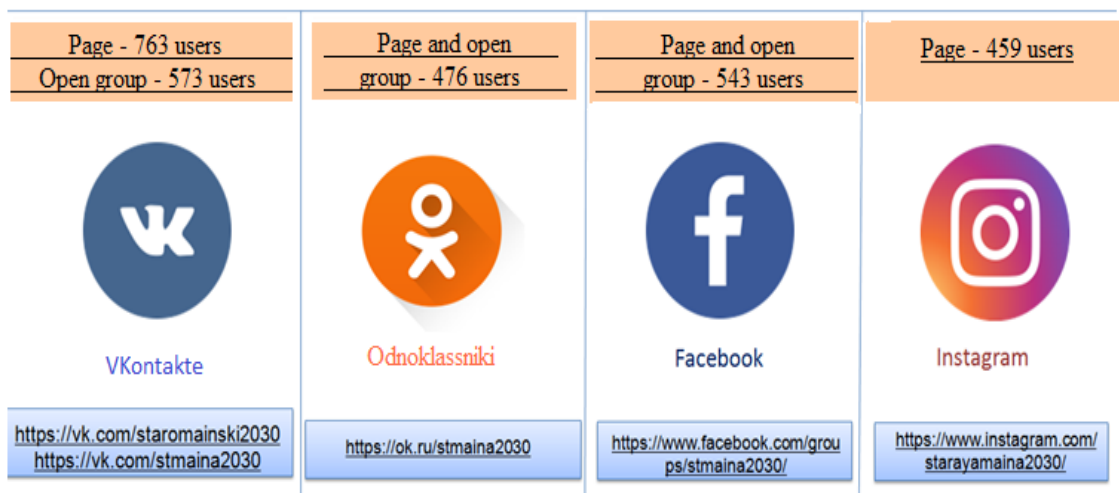 Page - 763 users
Open group - 573 users
Page and open
group - 476 users
Page and open
group - 543 users
Page - 459 users
VKontakte
Odnoklassniki
Facebook
Instagram
https://vk.com/staromainski2030
https://vk.com/stmaina2030
https://ok.ru/stmaina2030
https://www.facebook.com/grou
ps/stmaina2030/
https://www.instagram.com/
starayamaina2030/